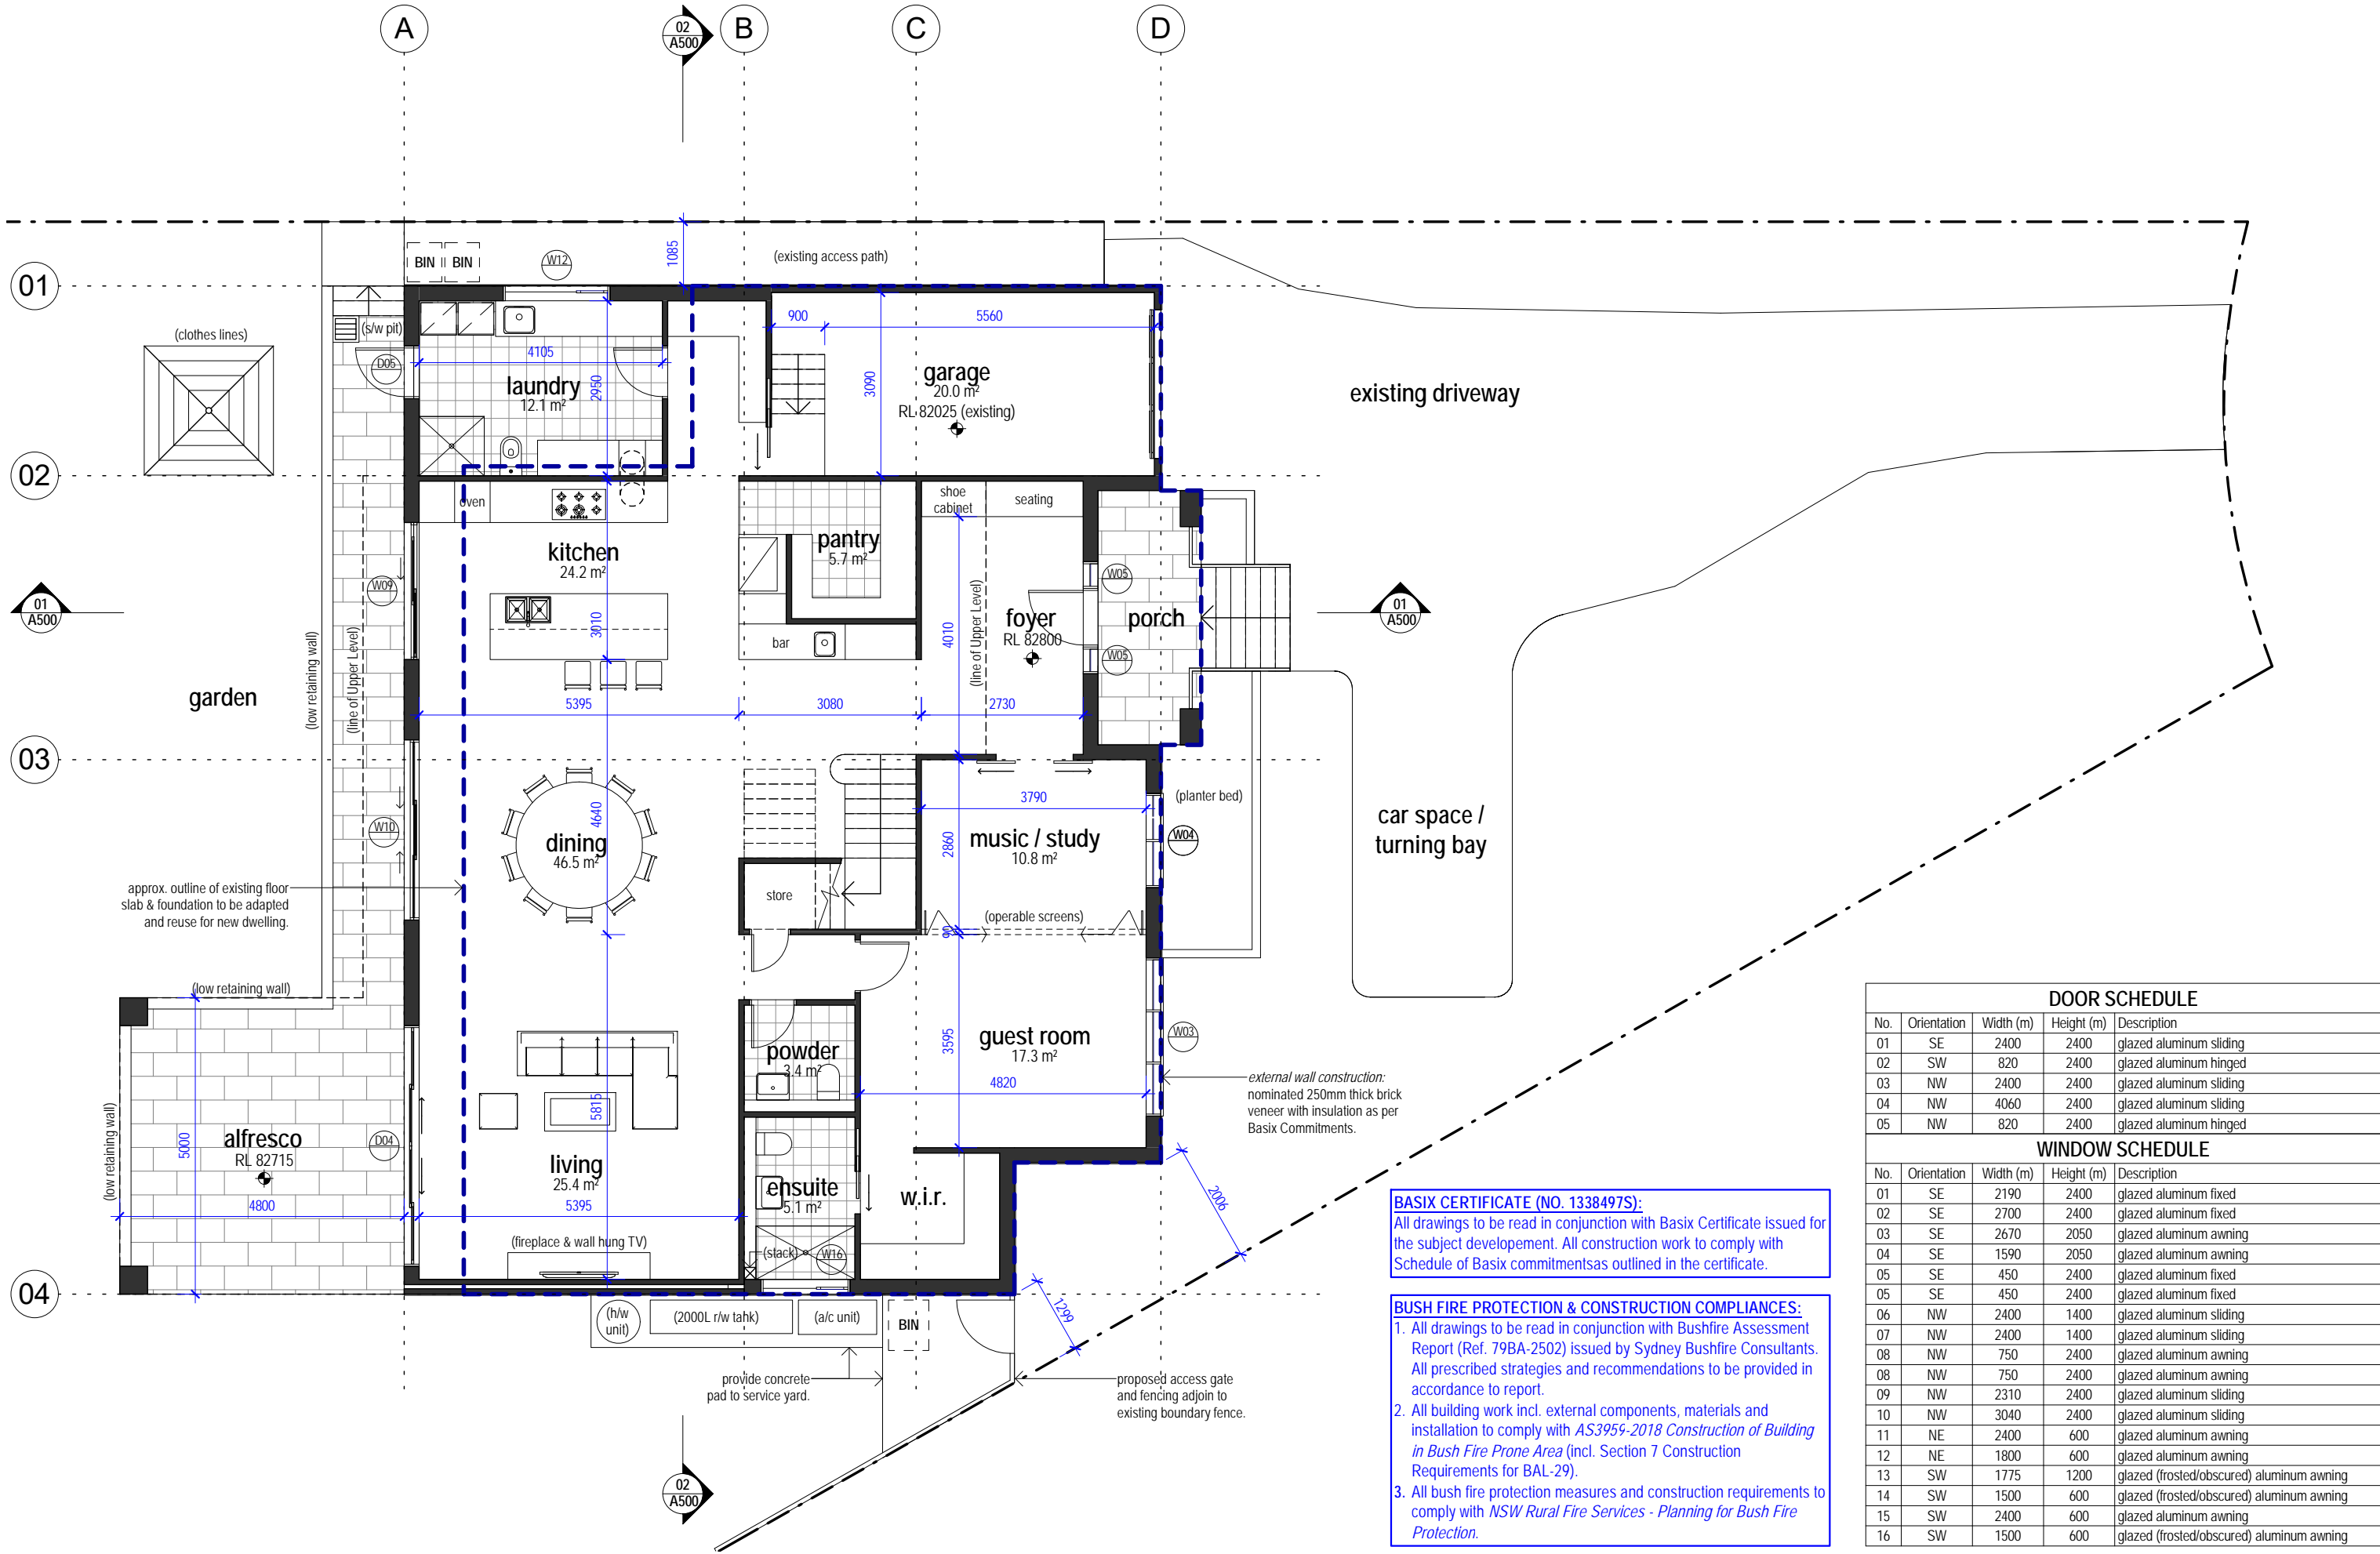 A
02
A500
B
C
D
01
BIN BIN
W12
1085
(existing access path)
(clothes lines)
(s/w pit)
D05
4105
laundry
12.1 m²
2950
900
5560
3090
garage
20.0 m²
RL 82025 (existing)
existing driveway
02
oven
kitchen
24.2 m²
pantry
5.7 m²
shoe
cabinet
seating
W09
01
A500
(low retaining wall)
(line of Upper Level)
3010
bar
4010
(line of Upper Level)
foyer
RL 82800
W05
W05
porch
01
A500
garden
5395
3080
2730
03
W10
dining
46.5 m²
4640
3790
2860
music / study
10.8 m²
(planter bed)
W04
car space /
turning bay
approx. outline of existing floor
slab & foundation to be adapted
and reuse for new dwelling.
store
(operable screens)
90
(low retaining wall)
powder
3.4 m²
3595
guest room
17.3 m²
4820
W03
external wall construction:
nominated 250mm thick brick
veneer with insulation as per
Basix Commitments.
(low retaining wall)
5000
alfresco
RL 82715
4800
D04
5815
living
25.4 m²
5395
(fireplace & wall hung TV)
ensuite
5.1 m²
(stack)
W16
w.i.r.
2006
1299
04
(h/w
unit)
(2000L r/w tahk)
(a/c unit)
BIN
provide concrete
pad to service yard.
proposed access gate
and fencing adjoin to
existing boundary fence.
02
A500
BASIX CERTIFICATE (NO. 1338497S):
All drawings to be read in conjunction with Basix Certificate issued for
the subject developement. All construction work to comply with
Schedule of Basix commitmentsas outlined in the certificate.
BUSH FIRE PROTECTION & CONSTRUCTION COMPLIANCES:
1. All drawings to be read in conjunction with Bushfire Assessment
Report (Ref. 79BA-2502) issued by Sydney Bushfire Consultants.
All prescribed strategies and recommendations to be provided in
accordance to report.
2. All building work incl. external components, materials and
installation to comply with AS3959-2018 Construction of Building
in Bush Fire Prone Area (incl. Section 7 Construction
Requirements for BAL-29).
3. All bush fire protection measures and construction requirements to
comply with NSW Rural Fire Services - Planning for Bush Fire
Protection.
DOOR SCHEDULE
No. Orientation Width (m) Height (m) Description
01 SE 2400 2400 glazed aluminum sliding
02 SW 820 2400 glazed aluminum hinged
03 NW 2400 2400 glazed aluminum sliding
04 NW 4060 2400 glazed aluminum sliding
05 NW 820 2400 glazed aluminum hinged
WINDOW SCHEDULE
No. Orientation Width (m) Height (m) Description
01 SE 2190 2400 glazed aluminum fixed
02 SE 2700 2400 glazed aluminum fixed
03 SE 2670 2050 glazed aluminum awning
04 SE 1590 2050 glazed aluminum awning
05 SE 450 2400 glazed aluminum fixed
05 SE 450 2400 glazed aluminum fixed
06 NW 2400 1400 glazed aluminum sliding
07 NW 2400 1400 glazed aluminum sliding
08 NW 750 2400 glazed aluminum awning
08 NW 750 2400 glazed aluminum awning
09 NW 2310 2400 glazed aluminum sliding
10 NW 3040 2400 glazed aluminum sliding
11 NE 2400 600 glazed aluminum awning
12 NE 1800 600 glazed aluminum awning
13 SW 1775 1200 glazed (frosted/obscured) aluminum awning
14 SW 1500 600 glazed (frosted/obscured) aluminum awning
15 SW 2400 600 glazed aluminum awning
16 SW 1500 600 glazed (frosted/obscured) aluminum awning